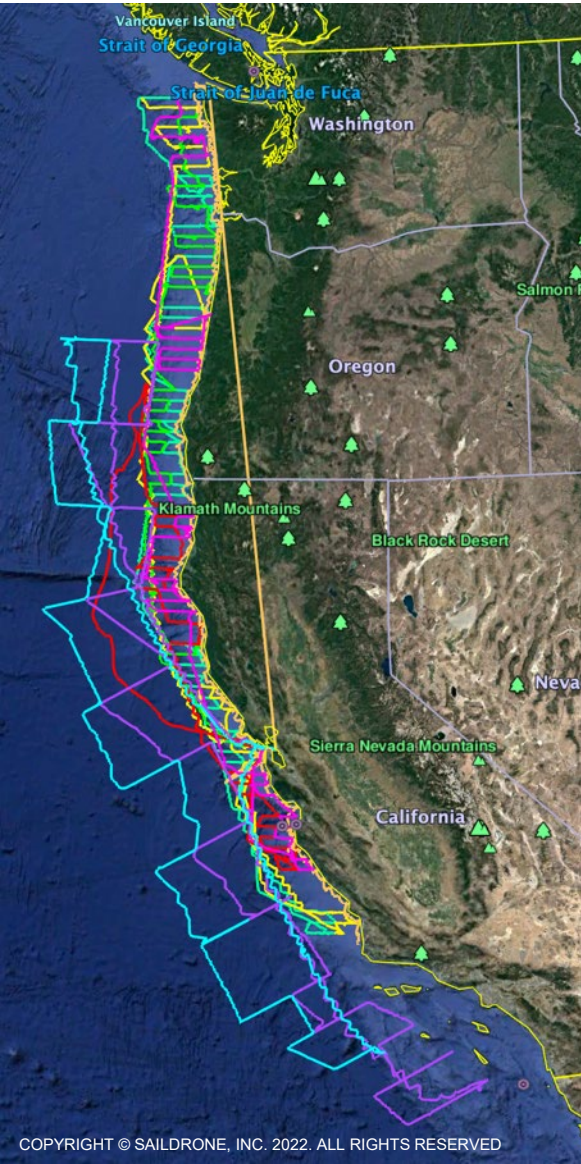 Vancouver Island
Strait of Georgia
Strait of Juan de Fuca
Washington
Salmon
Oregon
Klamath Mountains
Black Rock Desert
Neva
Sierra Nevada Mountains
California
COPYRIGHT © SAILDRONE, INC. 2022. ALL RIGHTS RESERVED